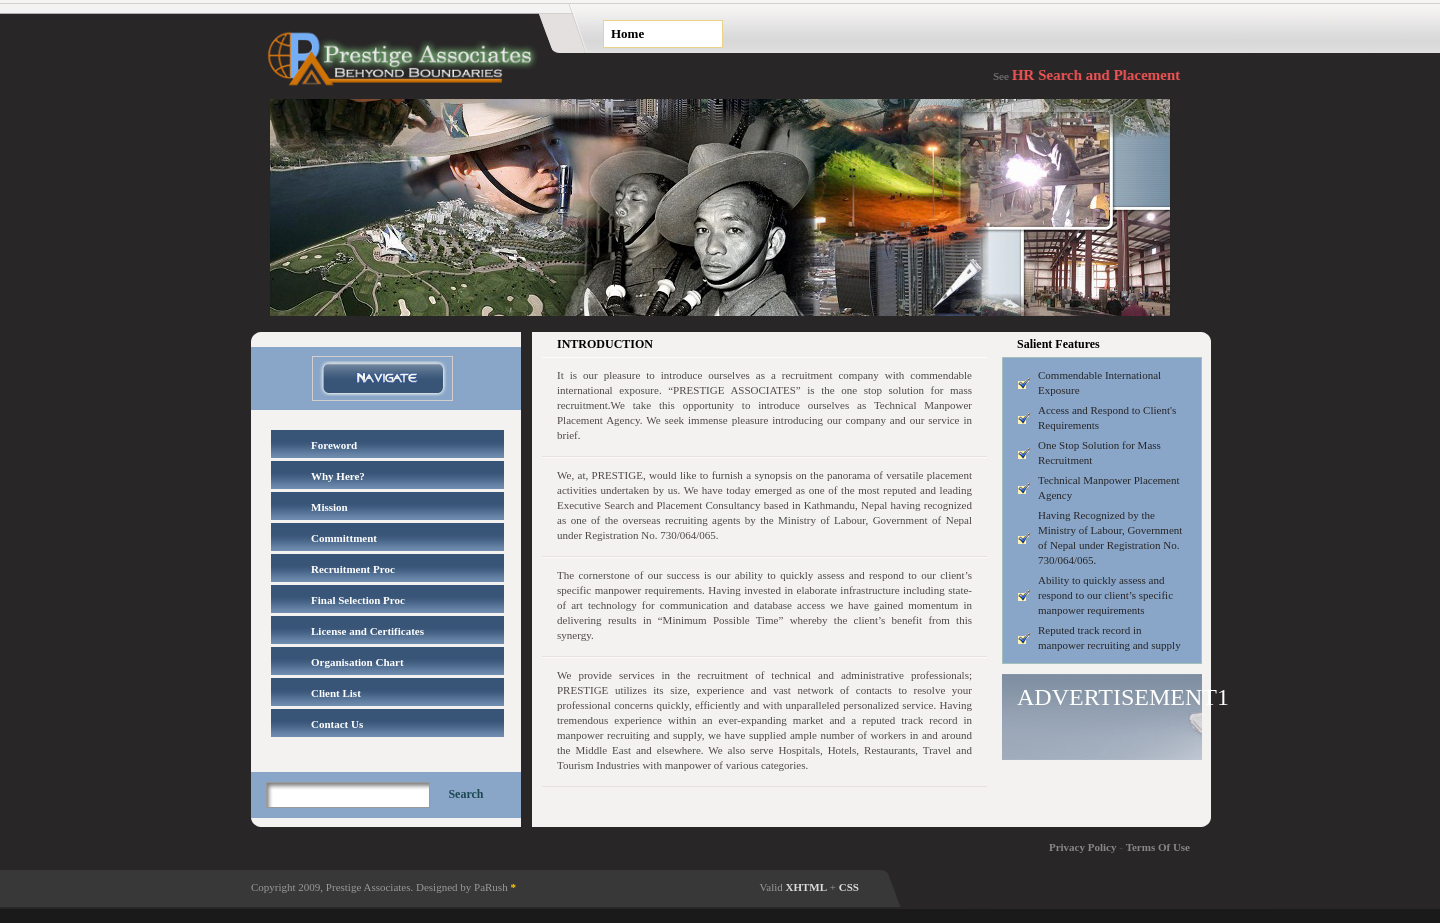 Home
Prestige Associates
BEHYOND BOUNDARIES
See HR Search and Placement
NAVIGATE
Foreword
Why Here?
Mission
Committment
Recruitment Proc
Final Selection Proc
License and Certificates
Organisation Chart
Client List
Contact Us
Search
INTRODUCTION
It is our pleasure to introduce ourselves as a recruitment company with commendable
international exposure. “PRESTIGE ASSOCIATES” is the one stop solution for mass
recruitment.We take this opportunity to introduce ourselves as Technical Manpower
Placement Agency. We seek immense pleasure introducing our company and our service in
brief.
We, at, PRESTIGE, would like to furnish a synopsis on the panorama of versatile placement
activities undertaken by us. We have today emerged as one of the most reputed and leading
Executive Search and Placement Consultancy based in Kathmandu, Nepal having recognized
as one of the overseas recruiting agents by the Ministry of Labour, Government of Nepal
under Registration No. 730/064/065.
The cornerstone of our success is our ability to quickly assess and respond to our client’s
specific manpower requirements. Having invested in elaborate infrastructure including state-
of art technology for communication and database access we have gained momentum in
delivering results in “Minimum Possible Time” whereby the client’s benefit from this
synergy.
We provide services in the recruitment of technical and administrative professionals;
PRESTIGE utilizes its size, experience and vast network of contacts to resolve your
professional concerns quickly, efficiently and with unparalleled personalized service. Having
tremendous experience within an ever-expanding market and a reputed track record in
manpower recruiting and supply, we have supplied ample number of workers in and around
the Middle East and elsewhere. We also serve Hospitals, Hotels, Restaurants, Travel and
Tourism Industries with manpower of various categories.
Salient Features
Commendable International
Exposure
Access and Respond to Client's
Requirements
One Stop Solution for Mass
Recruitment
Technical Manpower Placement
Agency
Having Recognized by the
Ministry of Labour, Government
of Nepal under Registration No.
730/064/065.
Ability to quickly assess and
respond to our client’s specific
manpower requirements
Reputed track record in
manpower recruiting and supply
ADVERTISEMENT1
Privacy Policy - Terms Of Use
Copyright 2009, Prestige Associates. Designed by PaRush *
Valid XHTML + CSS